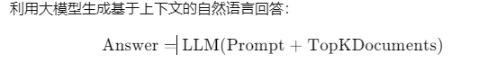 利用大模型生成基于上下文的自然语言回答：
Answer = LLM(Prompt + TopKDocuments)